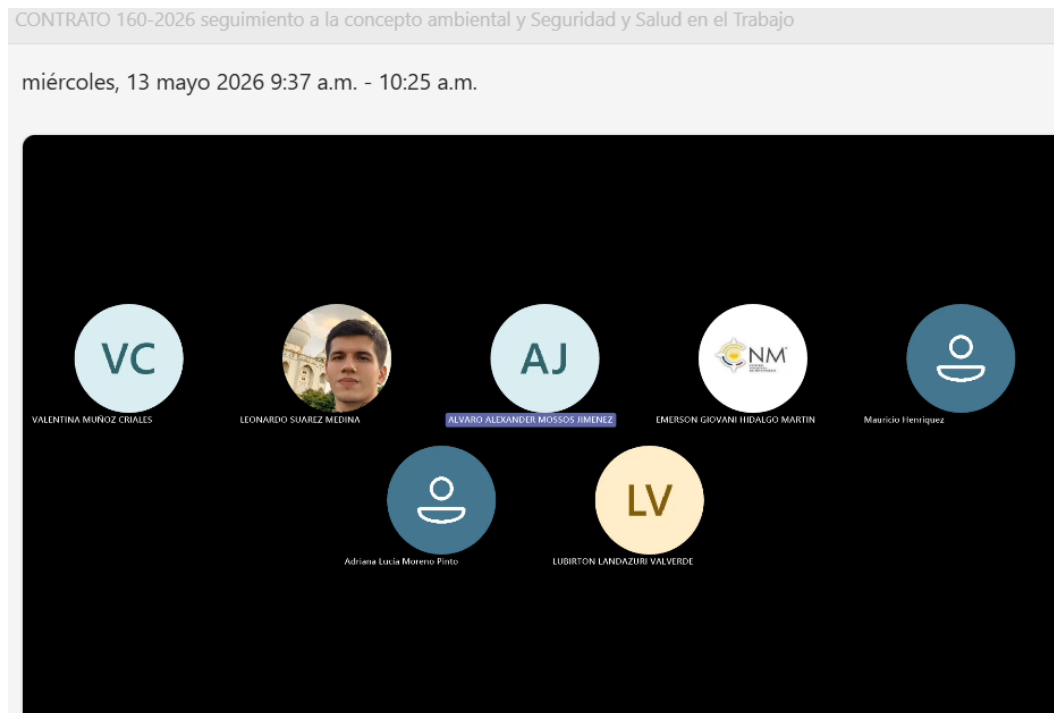 CONTRATO 160-2026 seguimiento a la concepto ambiental y Seguridad y Salud en el Trabajo
miércoles, 13 mayo 2026 9:37 a.m. - 10:25 a.m.
VC
AJ
NM
VALENTINA MUÑOZ CRIALES
LEONARDO SUAREZ MEDINA
ALVARO ALEXANDER MOSSOS JIMENEZ
EMERSON GIOVANI HIDALGO MARTIN
Mauricio Henriquez
LV
Adriana Lucia Moreno Pinto
LUBIRTON LANDAZURI VALVERDE